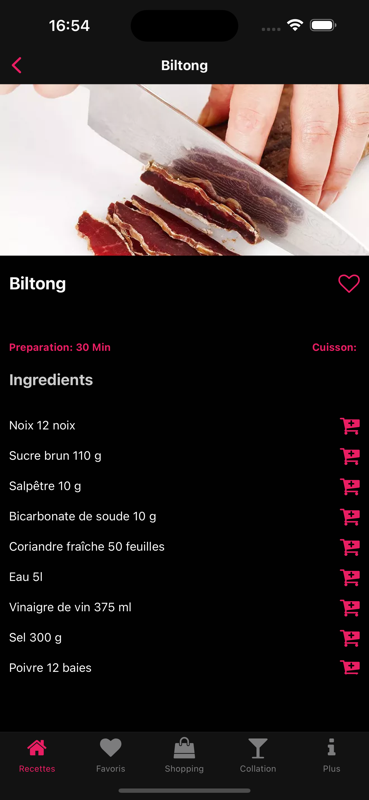 16:54
Biltong
Biltong
Preparation: 30 Min Cuisson:
Ingredients
Noix 12 noix
Sucre brun 110 g
Salpêtre 10 g
Bicarbonate de soude 10 g
Coriandre fraîche 50 feuilles
Eau 5l
Vinaigre de vin 375 ml
Sel 300 g
Poivre 12 baies
Recettes Favoris Shopping Collation Plus